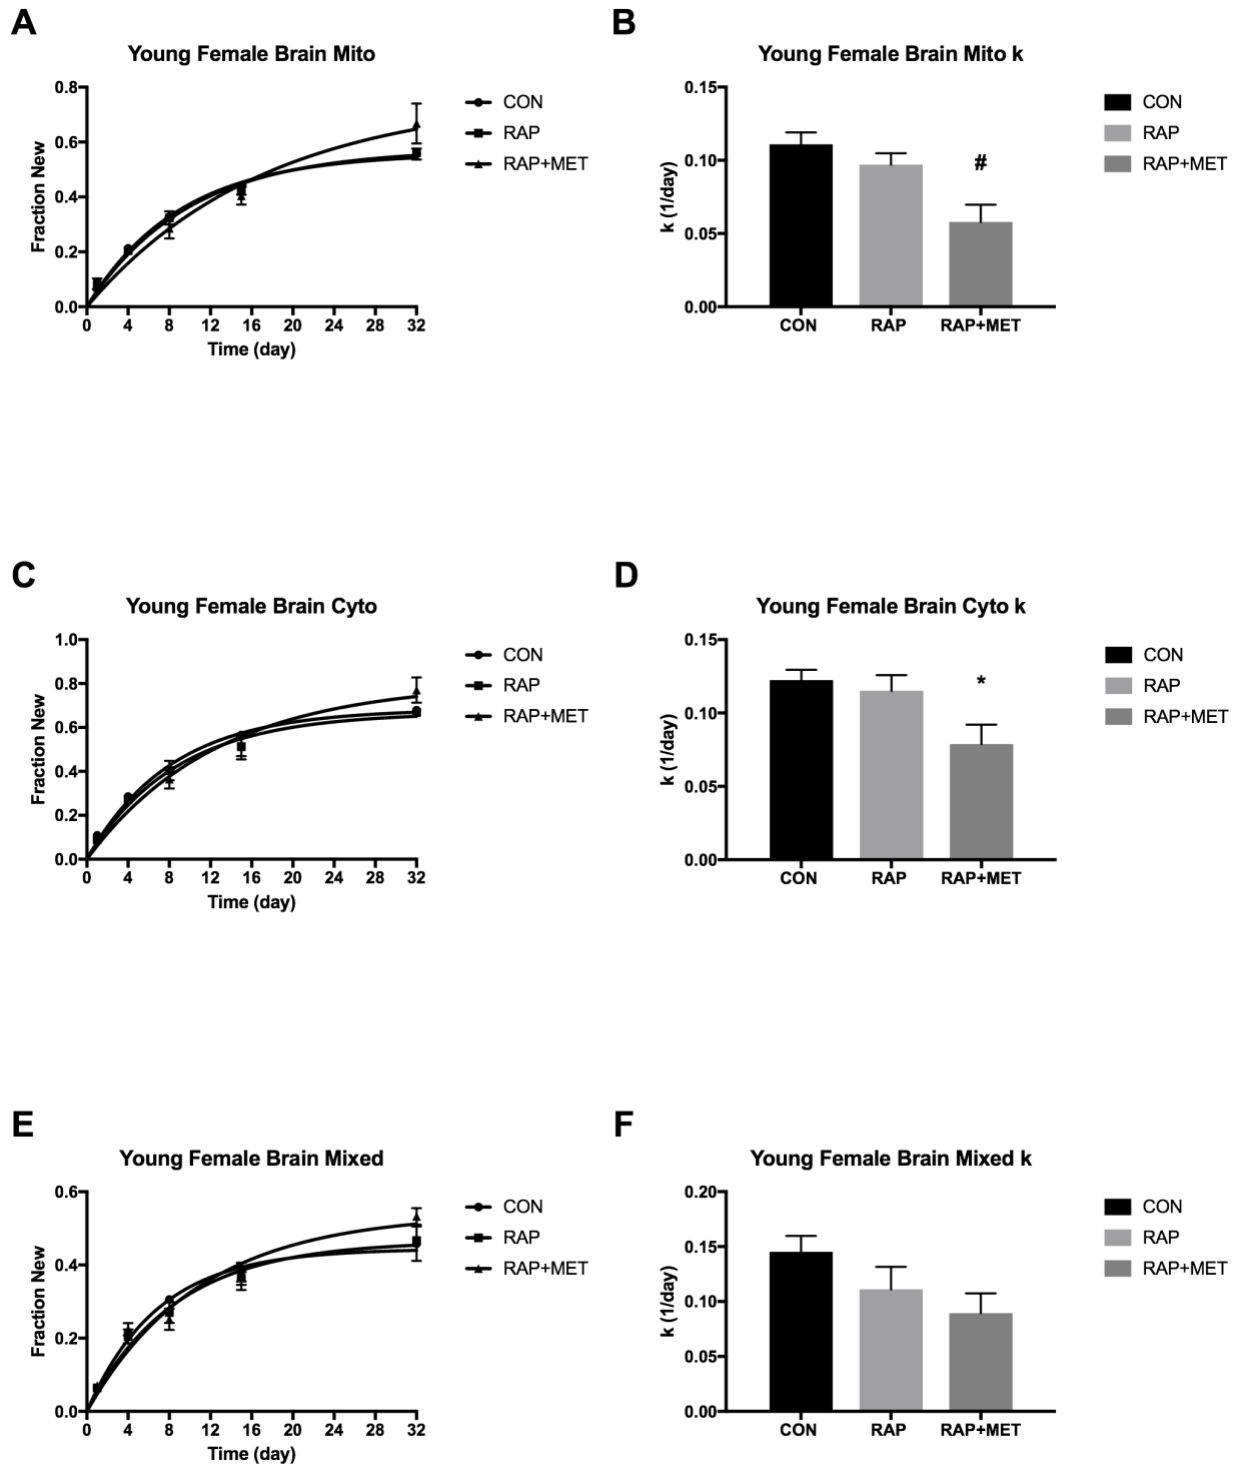 A
Young Female Brain Mito
Fraction New
0.8
0.6
0.4
0.2
0.0
0 4 8 12 16 20 24 28 32
Time (day)
CON
RAP
RAP+MET
B
Young Female Brain Mito k
k (1/day)
0.15
0.10
0.05
0.00
#
CON RAP RAP+MET
CON
RAP
RAP+MET
C
Young Female Brain Cyto
Fraction New
1.0
0.8
0.6
0.4
0.2
0.0
0 4 8 12 16 20 24 28 32
Time (day)
CON
RAP
RAP+MET
D
Young Female Brain Cyto k
k (1/day)
0.15
0.10
0.05
0.00
*
CON RAP RAP+MET
CON
RAP
RAP+MET
E
Young Female Brain Mixed
Fraction New
0.6
0.4
0.2
0.0
0 4 8 12 16 20 24 28 32
Time (day)
CON
RAP
RAP+MET
F
Young Female Brain Mixed k
k (1/day)
0.20
0.15
0.10
0.05
0.00
CON RAP RAP+MET
CON
RAP
RAP+MET